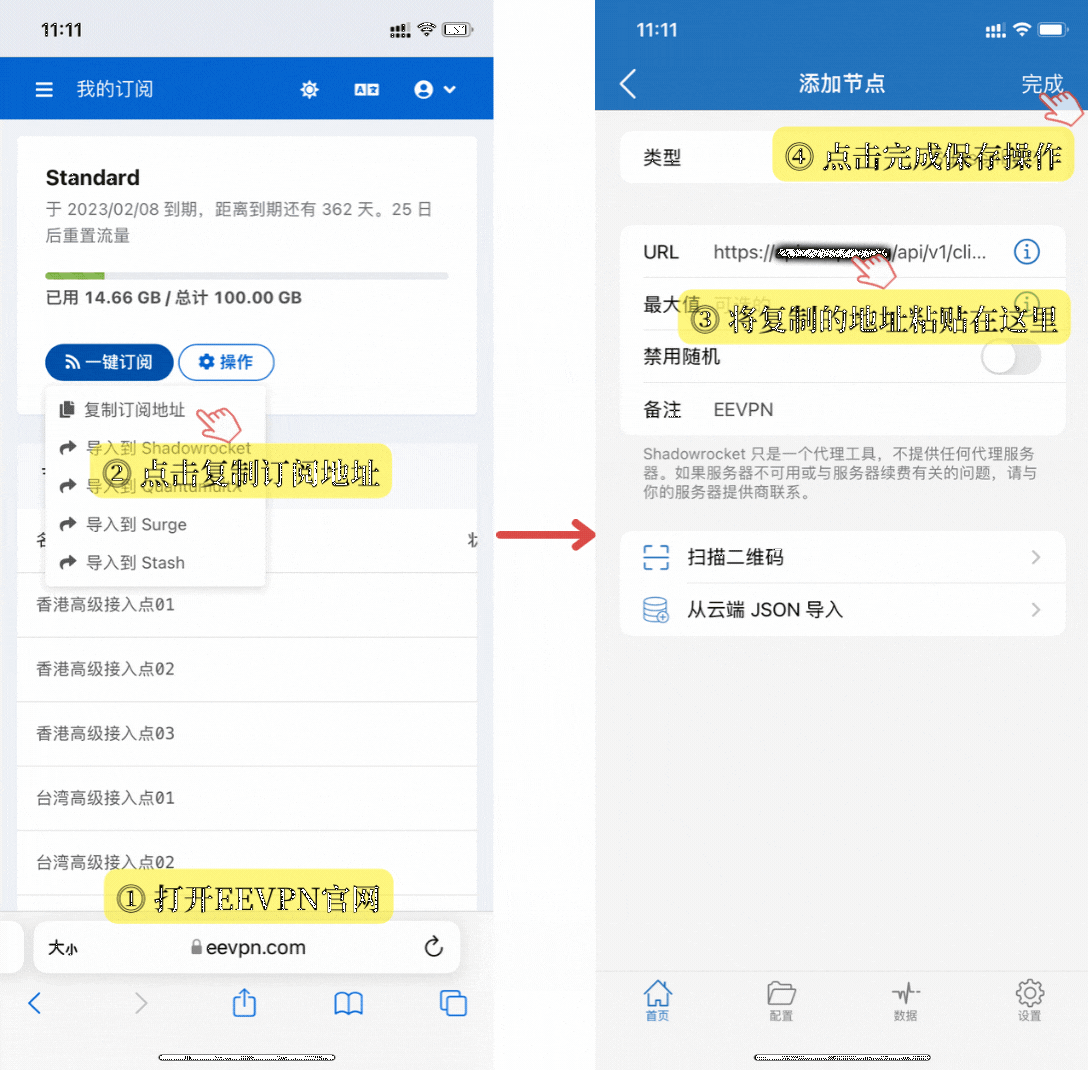 11:11
我的订阅
Standard
于 2023/02/08 到期，距离到期还有 362 天。25 日
后重置流量
已用 14.66 GB / 总计 100.00 GB
一键订阅
操作
复制订阅地址
导入到 Shadowrocket
② 点击复制订阅地址
导入到 QuantumultX
导入到 Surge
名
状
导入到 Stash
香港高级接入点01
香港高级接入点02
香港高级接入点03
台湾高级接入点01
台湾高级接入点02
① 打开EEVPN官网
大小
eevpn.com
11:11
添加节点
完成
类型
④ 点击完成保存操作
URL
https://
/api/v1/cli...
最大值
可选的
③ 将复制的地址粘贴在这里
禁用随机
备注
EEVPN
Shadowrocket 只是一个代理工具，不提供任何代理服务
器。如果服务器不可用或与服务器续费有关的问题，请与
你的服务器提供商联系。
扫描二维码
从云端 JSON 导入
首页
配置
数据
设置